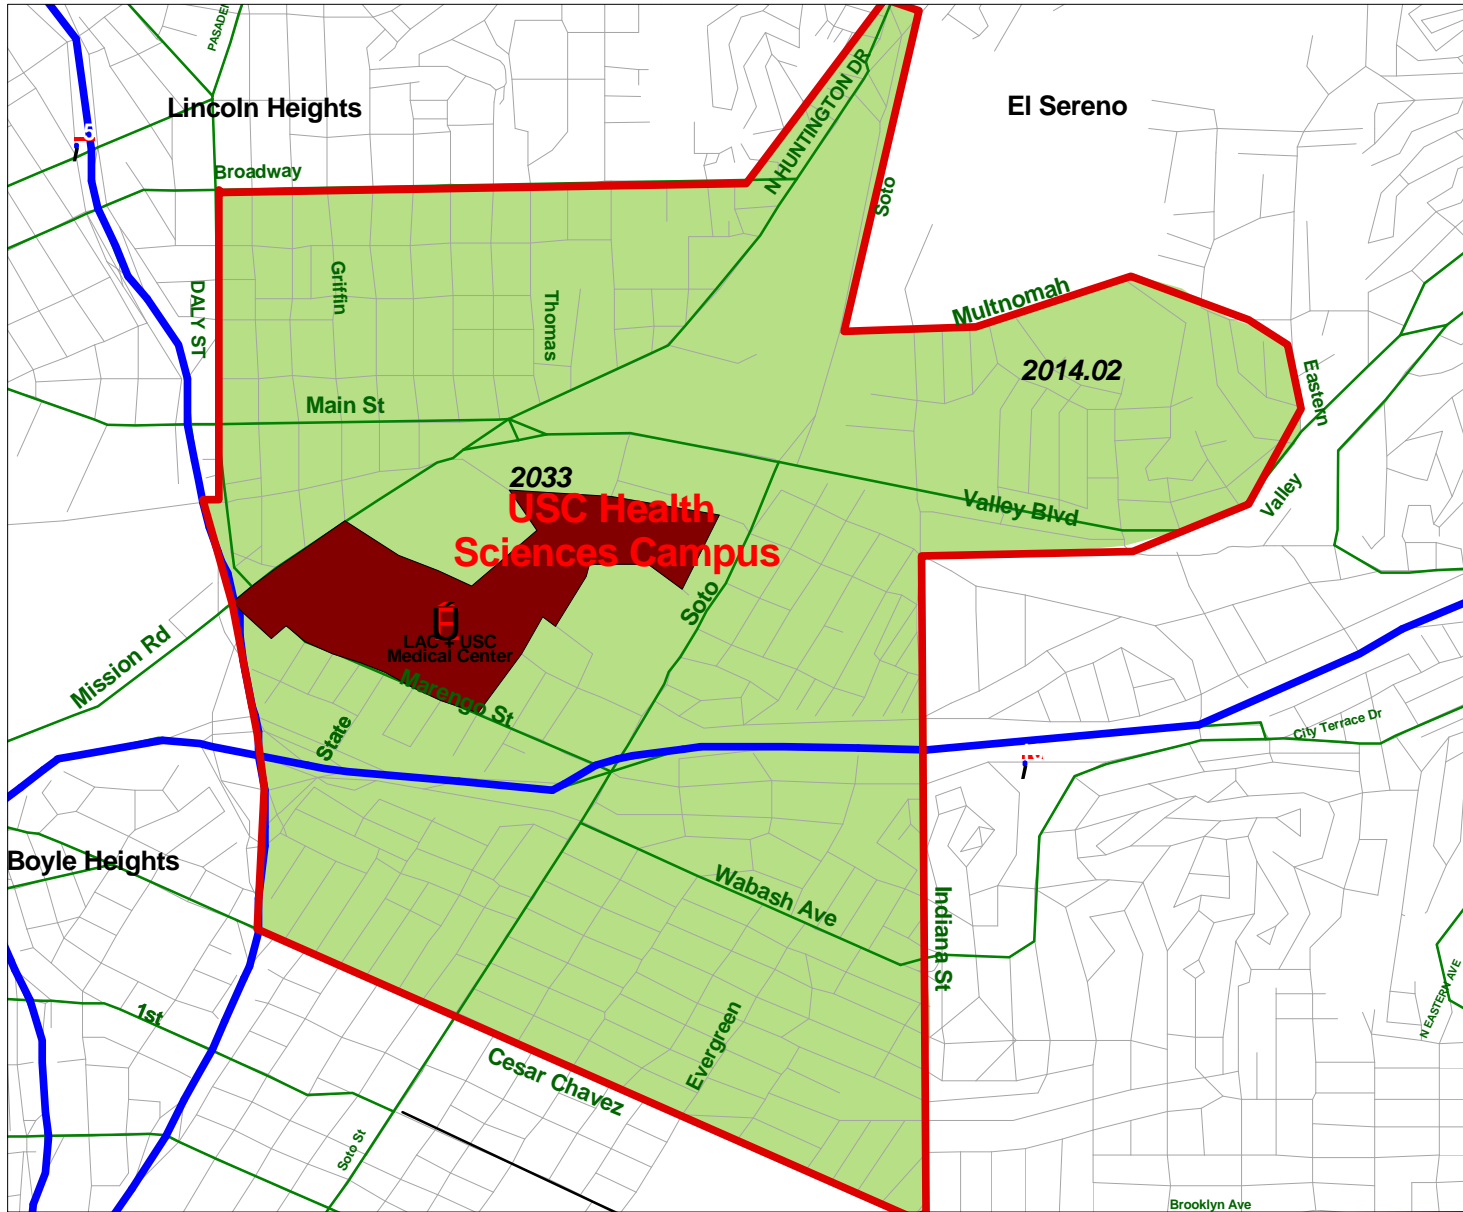 Lincoln Heights
El Sereno
N HUNTINGTON DR
5
Broadway
Soto
Griffin
DALY ST
Thomas
Multnomah
2014.02
Eastern
Main St
2033
USC Health
Sciences Campus
Valley Blvd
Valley
Soto
LAC + USC
Medical Center
Mission Rd
Marengo St
State
City Terrace Dr
Boyle Heights
Wabash Ave
Indiana St
1st
Evergreen
Cesar Chavez
N EASTERN AVE
Soto St
Brooklyn Ave